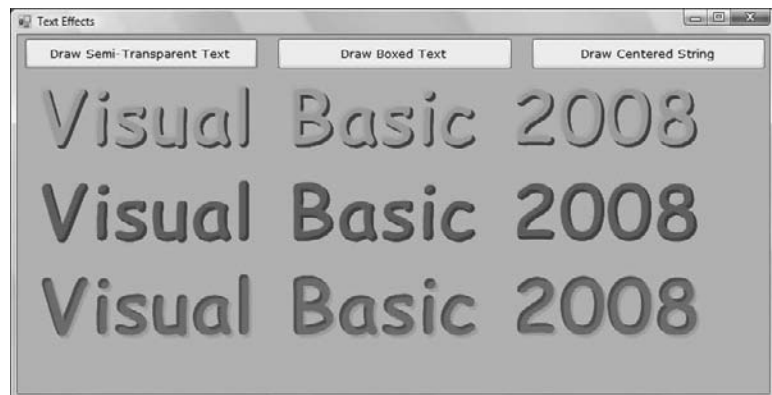 Text Effects
Draw Semi-Transparent Text
Draw Boxed Text
Draw Centered String
Visual Basic 2008
Visual Basic 2008
Visual Basic 2008